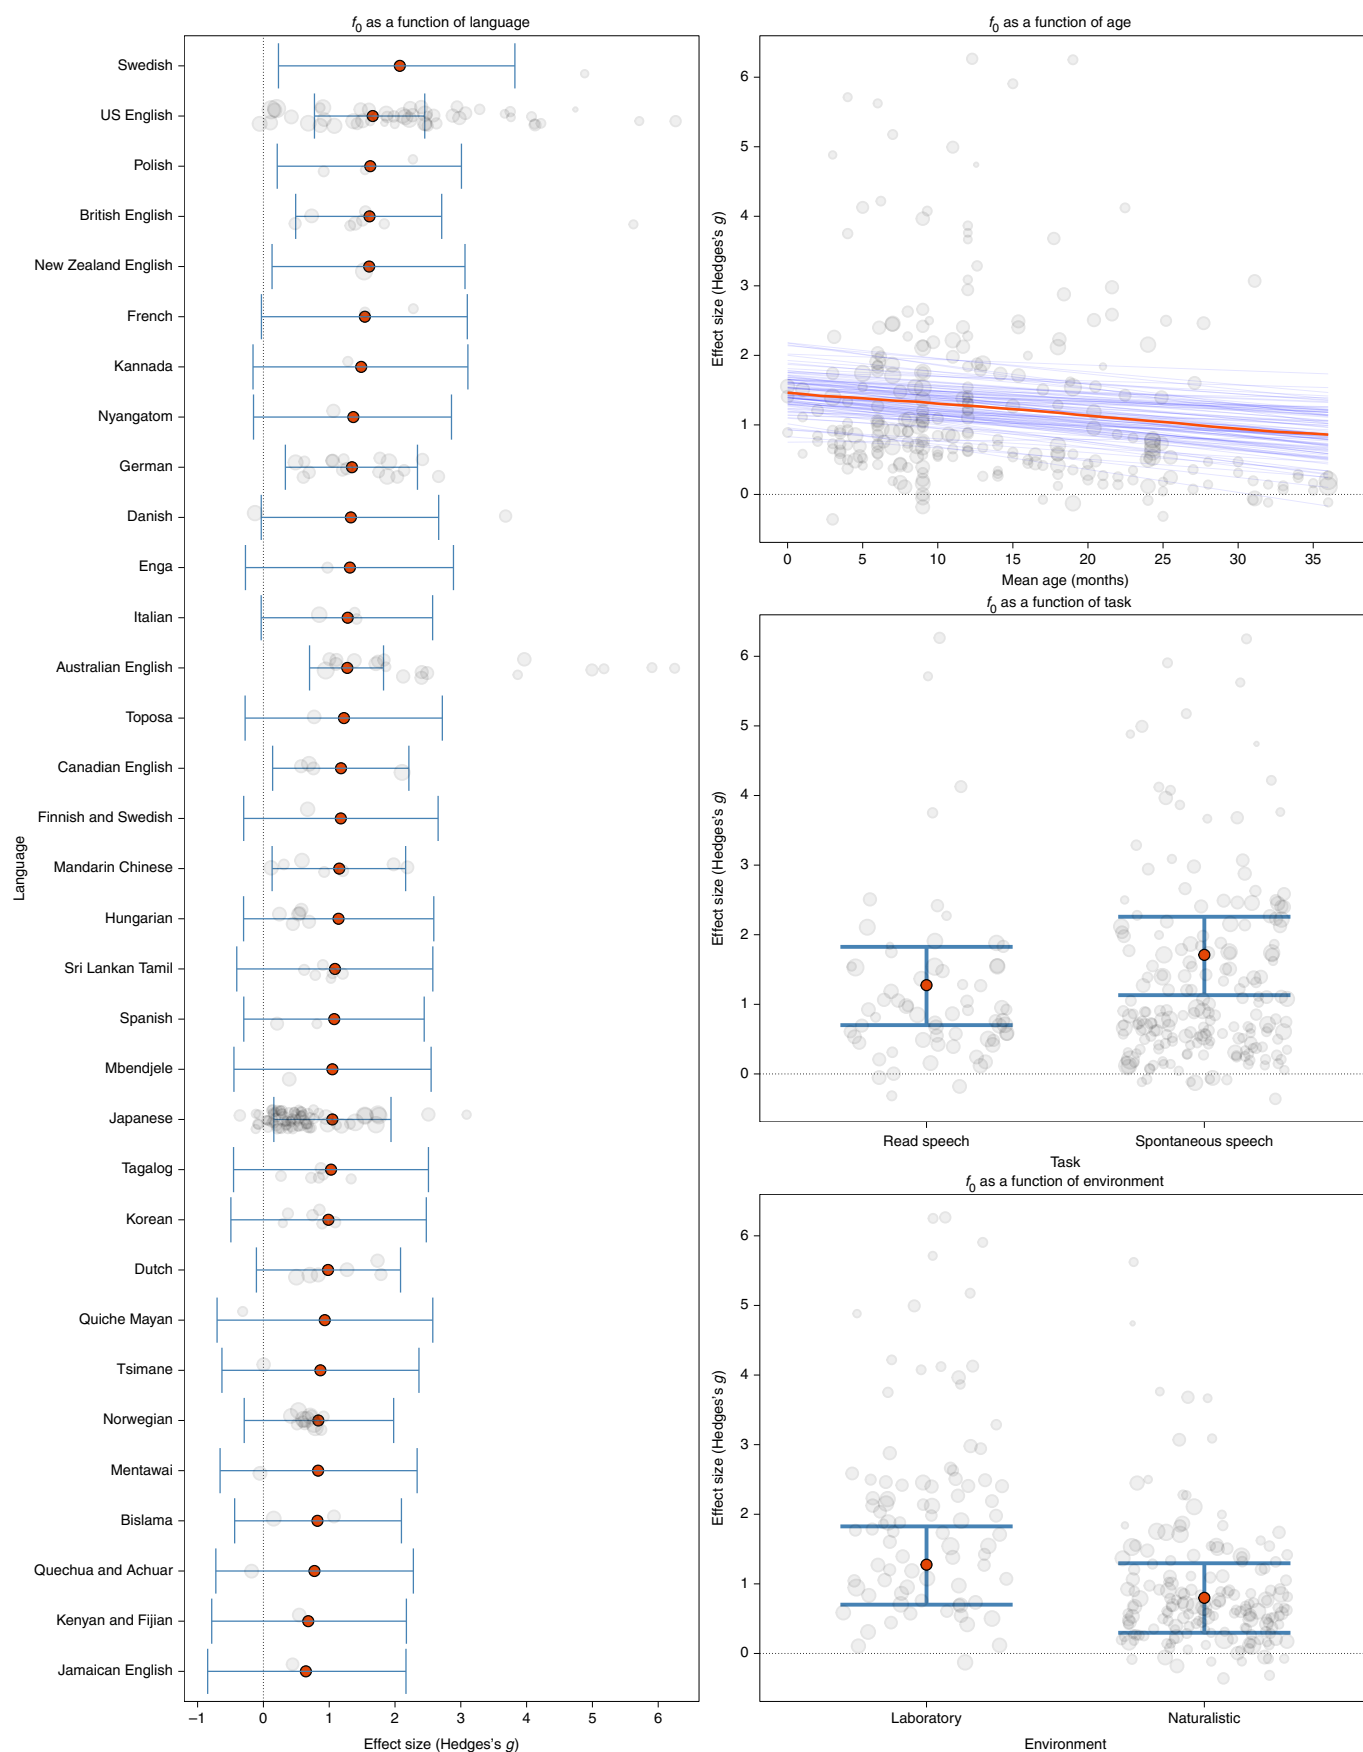 f0 as a function of language
Swedish
US English
Polish
British English
New Zealand English
French
Kannada
Nyangatom
German
Danish
Enga
Italian
Australian English
Toposa
Canadian English
Finnish and Swedish
Mandarin Chinese
Hungarian
Sri Lankan Tamil
Spanish
Mbendjele
Japanese
Tagalog
Korean
Dutch
Quiche Mayan
Tsimane
Norwegian
Mentawai
Bislama
Quechua and Achuar
Kenyan and Fijian
Jamaican English
Language
–1 0 1 2 3 4 5 6
Effect size (Hedges's g)
f0 as a function of age
6
5
4
3
2
1
0
Effect size (Hedges's g)
0 5 10 15 20 25 30 35
Mean age (months)
f0 as a function of task
6
5
4
3
2
1
0
Effect size (Hedges's g)
Read speech Spontaneous speech
Task
f0 as a function of environment
6
5
4
3
2
1
0
Effect size (Hedges's g)
Laboratory Naturalistic
Environment